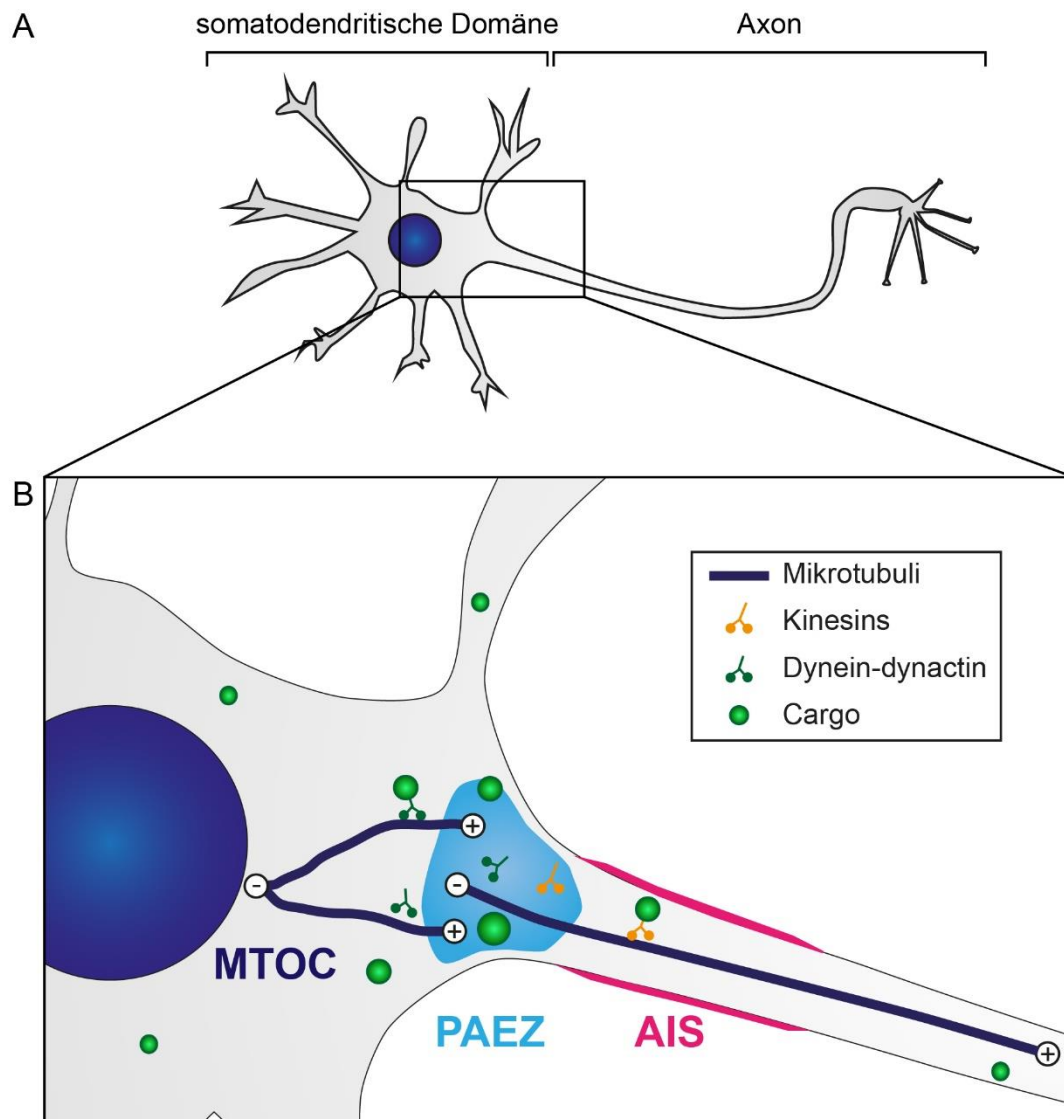 A
somatodendritische Domäne
Axon
B
Mikrotubuli
Kinesins
Dynein-dynactin
Cargo
+
-
-
+
MTOC
PAEZ
AIS
+